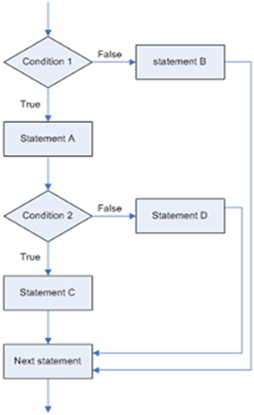 Condition 1
False
statement B
True
Statement A
Condition 2
False
Statement D
True
Statement C
Next statement